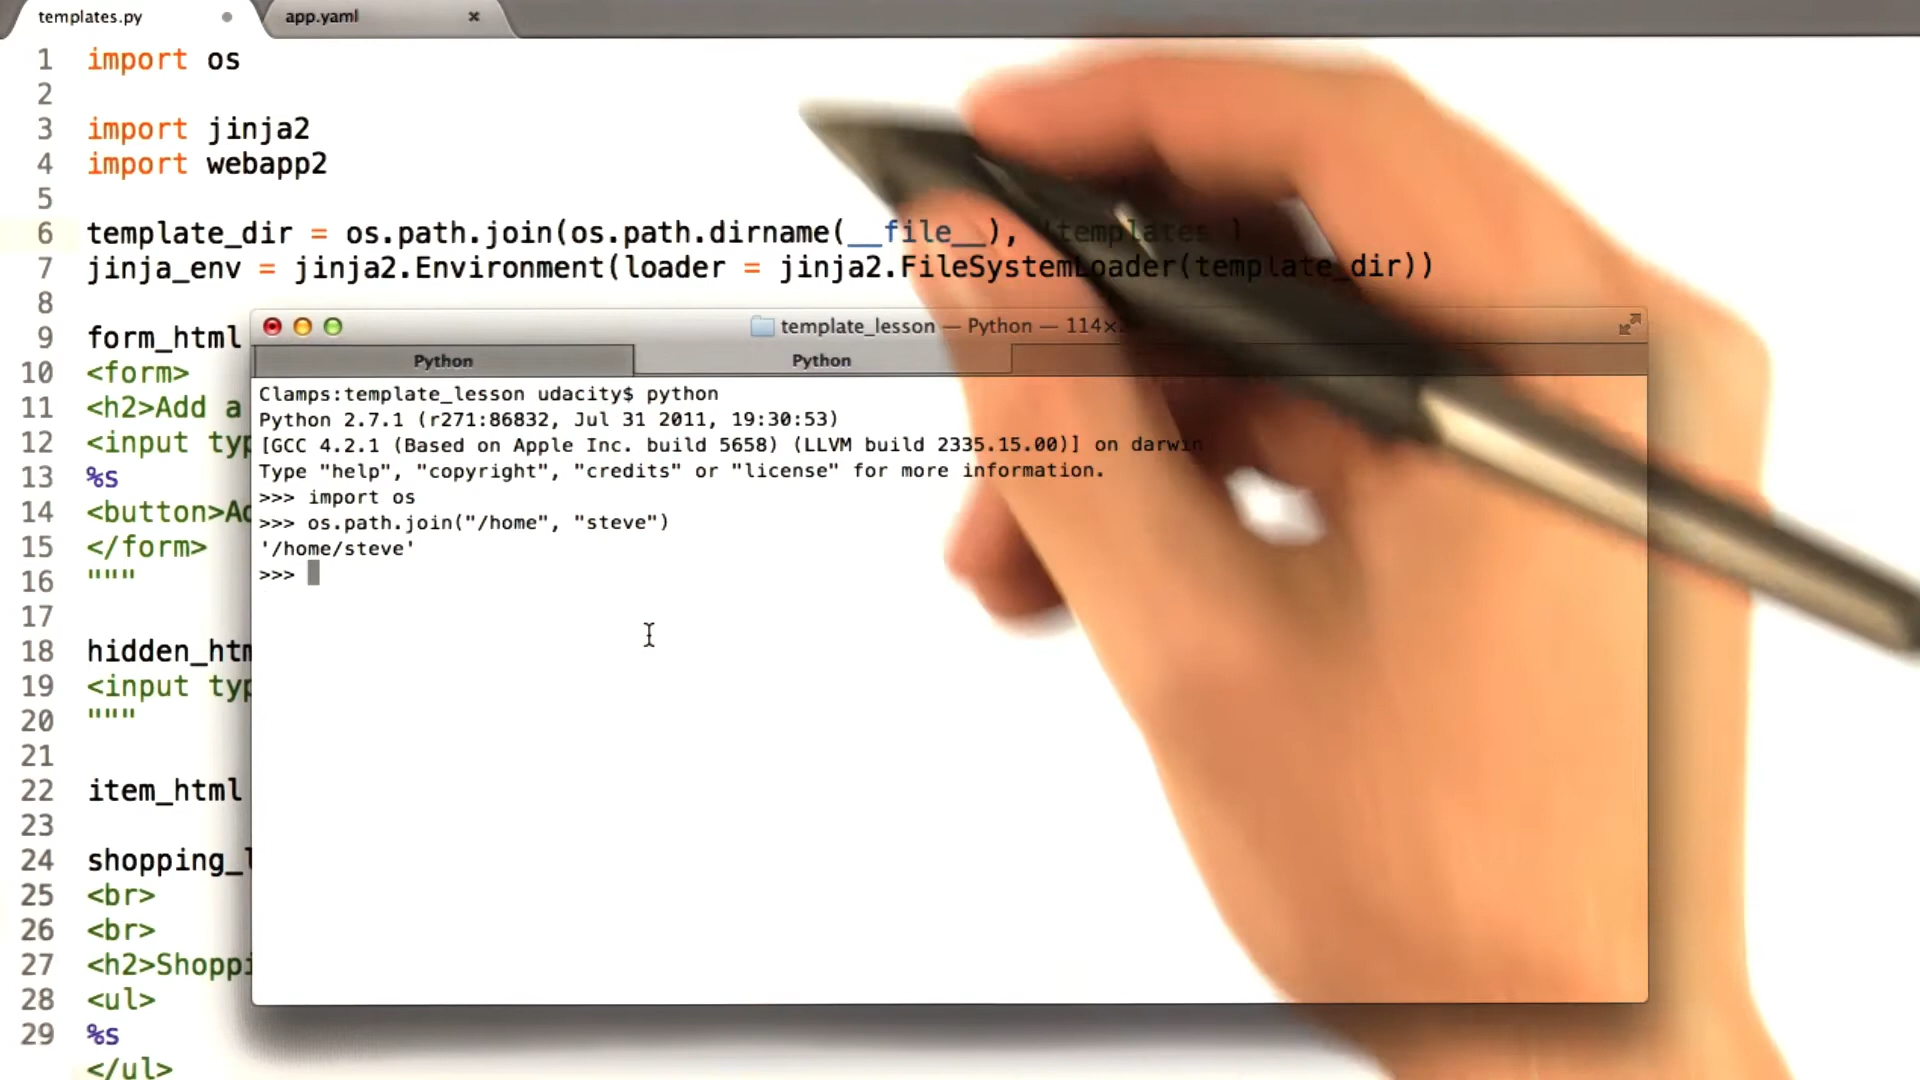 templates.py
app.yaml
1 import os
2
3 import jinja2
4 import webapp2
5
6 template_dir = os.path.join(os.path.dirname(__file__), 'templates')
7 jinja_env = jinja2.Environment(loader = jinja2.FileSystemLoader(template_dir))
8
9 form_html
10 <form>
11 <h2>Add a
12 <input typ
13 %s
14 <button>Ad
15 </form>
16 """
17
18 hidden_htm
19 <input typ
20 """
21
22 item_html
23
24 shopping_l
25 <br>
26 <br>
27 <h2>Shoppi
28 <ul>
29 %s
</ul>
template_lesson — Python — 114×
Python
Python
Clamps:template_lesson udacity$ python
Python 2.7.1 (r271:86832, Jul 31 2011, 19:30:53)
[GCC 4.2.1 (Based on Apple Inc. build 5658) (LLVM build 2335.15.00)] on darwin
Type "help", "copyright", "credits" or "license" for more information.
>>> import os
>>> os.path.join("/home", "steve")
'/home/steve'
>>>